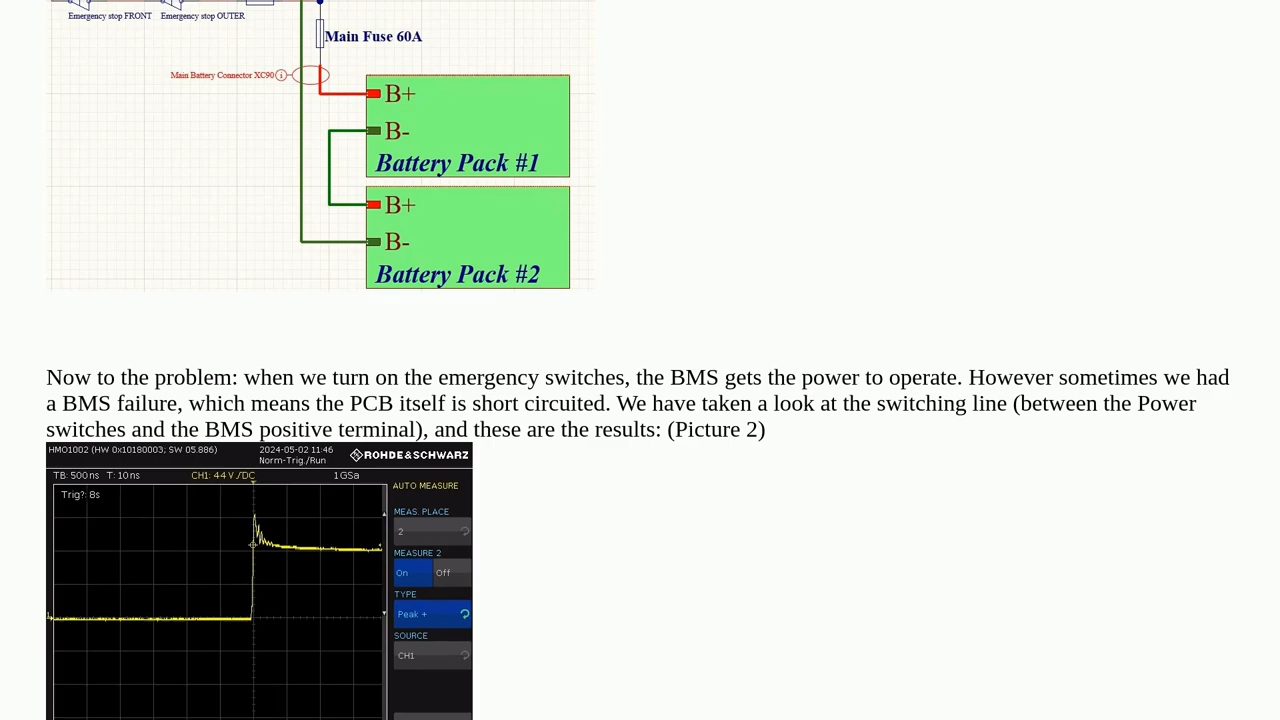 Emergency stop FRONT Emergency stop OUTER
Main Fuse 60A
Main Battery Connector XC90 i
B+
B-
Battery Pack #1
B+
B-
Battery Pack #2
Now to the problem: when we turn on the emergency switches, the BMS gets the power to operate. However sometimes we had
a BMS failure, which means the PCB itself is short circuited. We have taken a look at the switching line (between the Power
switches and the BMS positive terminal), and these are the results: (Picture 2)
HMO1002 (HW 0x10180003; SW 05.886) 2024-05-02 11:46
Norm-Trig./Run
ROHDE&SCHWARZ
TB: 500ns T: 10ns CH1: 44V/DC 1GSa
AUTO MEASURE
Trig?: 8s
MEAS. PLACE
2
MEASURE 2
On Off
TYPE
Peak +
SOURCE
CH1
1